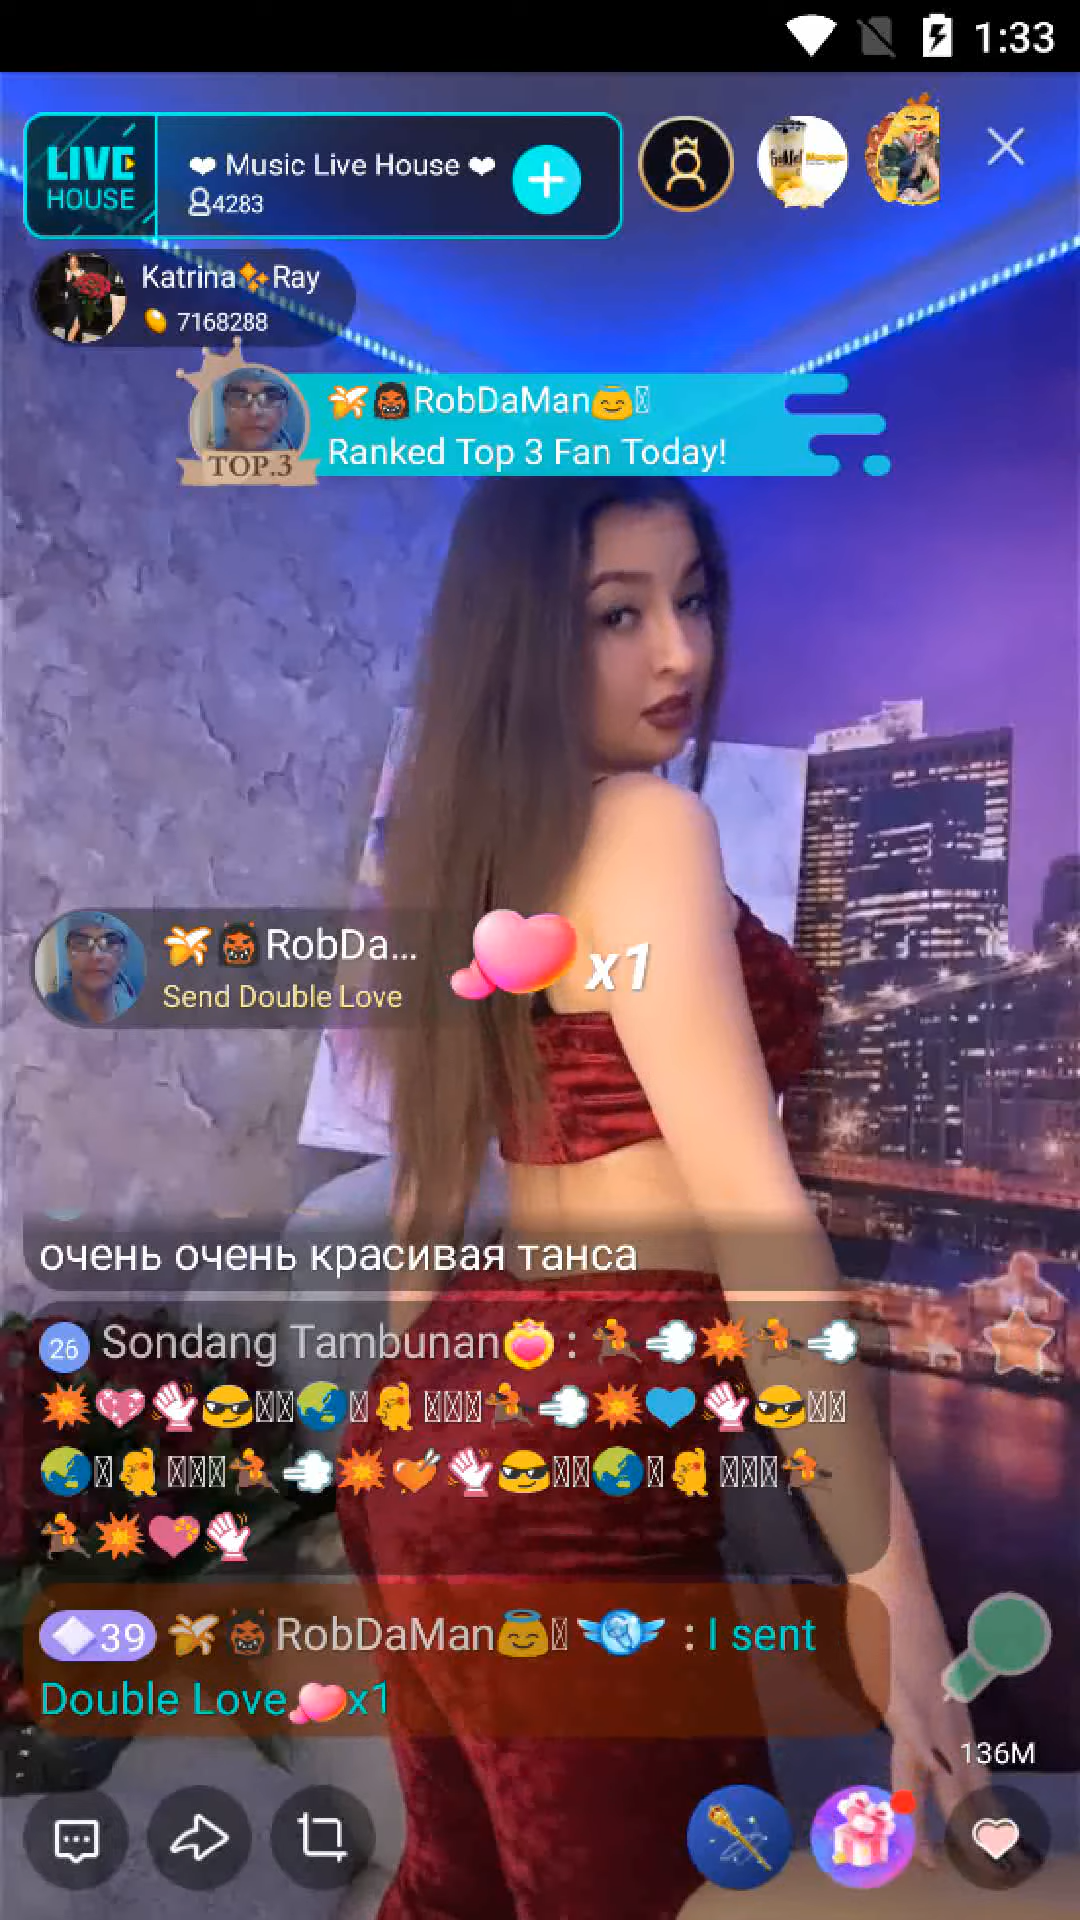 1:33
LIVE
HOUSE
❤ Music Live House ❤
4283
Katrina✨Ray
7168288
RobDaMan😇
Ranked Top 3 Fan Today!
TOP.3
🍌👹RobDa...
Send Double Love
x1
очень очень красивая танса
26 Sondang Tambunan💟 : 🏇💨💥🏇💨
💥💖👋😎🌏💃🏇💨💥💙👋😎
🌏💃🏇💨💥💘👋😎🌏💃🏇
🏇💥💝👋
39 🍌👹RobDaMan😇 : I sent
Double Love x1
136M